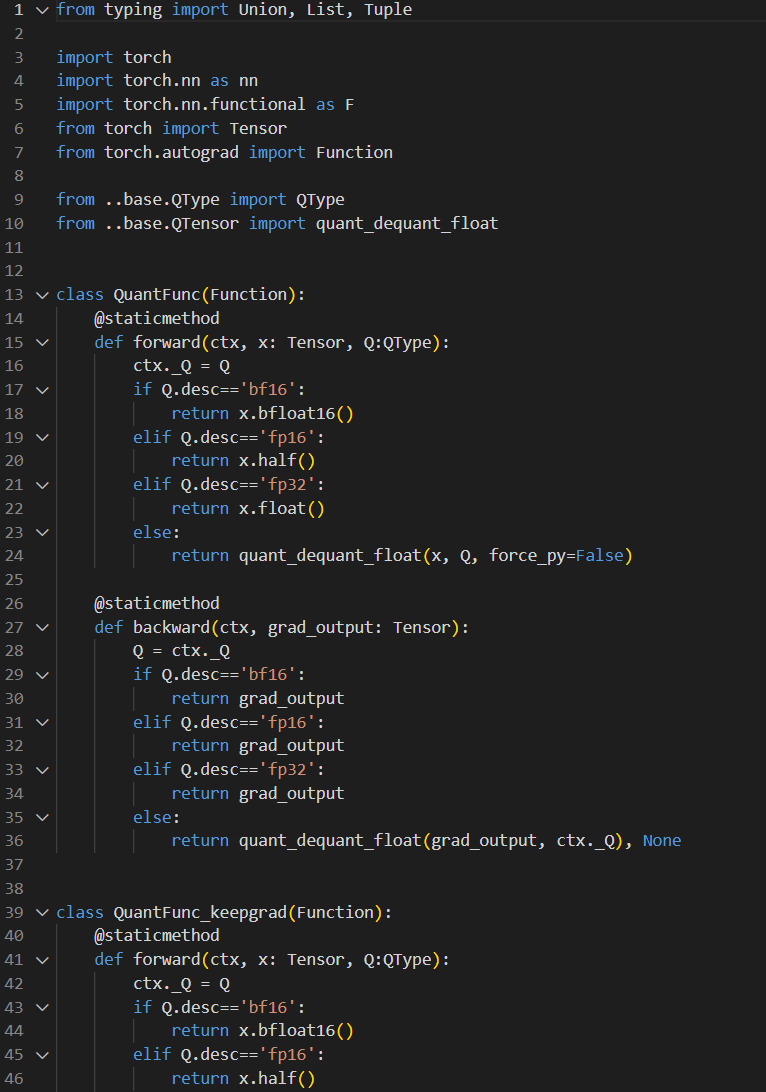 1 from typing import Union, List, Tuple
2
3 import torch
4 import torch.nn as nn
5 import torch.nn.functional as F
6 from torch import Tensor
7 from torch.autograd import Function
8
9 from ..base.QType import QType
10 from ..base.QTensor import quant_dequant_float
11
12
13 class QuantFunc(Function):
14     @staticmethod
15     def forward(ctx, x: Tensor, Q:QType):
16         ctx._Q = Q
17         if Q.desc=='bf16':
18             return x.bfloat16()
19         elif Q.desc=='fp16':
20             return x.half()
21         elif Q.desc=='fp32':
22             return x.float()
23         else:
24             return quant_dequant_float(x, Q, force_py=False)
25
26     @staticmethod
27     def backward(ctx, grad_output: Tensor):
28         Q = ctx._Q
29         if Q.desc=='bf16':
30             return grad_output
31         elif Q.desc=='fp16':
32             return grad_output
33         elif Q.desc=='fp32':
34             return grad_output
35         else:
36             return quant_dequant_float(grad_output, ctx._Q), None
37
38
39 class QuantFunc_keepgrad(Function):
40     @staticmethod
41     def forward(ctx, x: Tensor, Q:QType):
42         ctx._Q = Q
43         if Q.desc=='bf16':
44             return x.bfloat16()
45         elif Q.desc=='fp16':
46             return x.half()